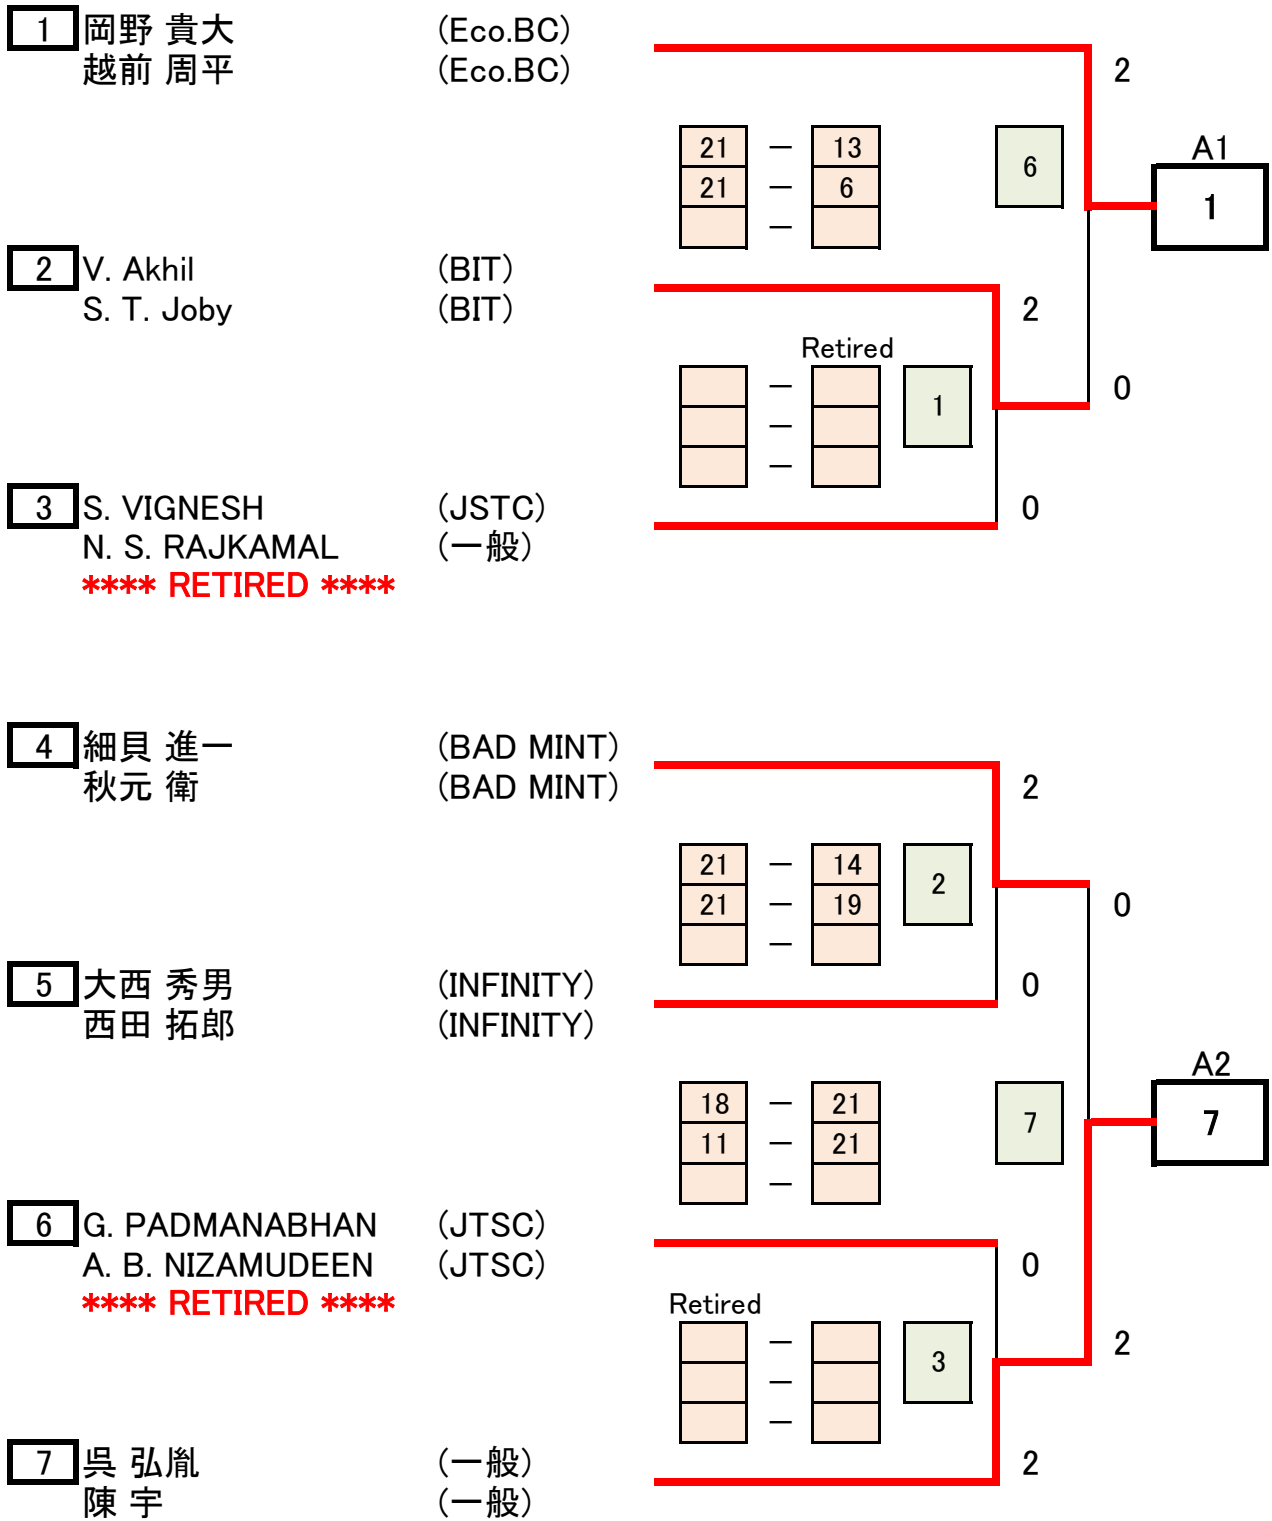 1 岡野 貴大 (Eco.BC)
越前 周平 (Eco.BC)
2
21 － 13
6
A1
21 － 6
1
－
2 V. Akhil (BIT)
S. T. Joby (BIT)
2
Retired
－
1
0
－
－
3 S. VIGNESH (JSTC)
0
N. S. RAJKAMAL (一般)
**** RETIRED ****
4 細貝 進一 (BAD MINT)
秋元 衛 (BAD MINT)
2
21 － 14
2
21 － 19
0
－
5 大西 秀男 (INFINITY)
0
西田 拓郎 (INFINITY)
A2
18 － 21
7
7
11 － 21
－
6 G. PADMANABHAN (JTSC)
A. B. NIZAMUDEEN (JTSC)
0
**** RETIRED ****
Retired
－
3
2
－
－
7 呉 弘胤 (一般)
2
陳 宇 (一般)